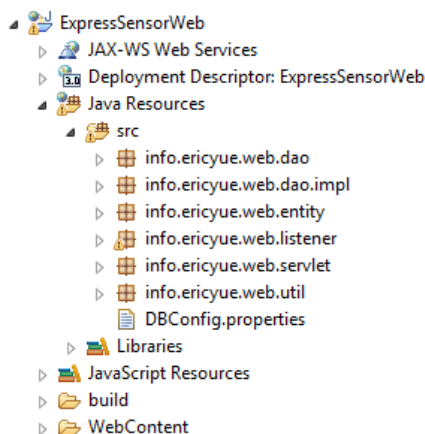 ExpressSensorWeb
JAX-WS Web Services
3.0 Deployment Descriptor: ExpressSensorWeb
Java Resources
src
info.ericyue.web.dao
info.ericyue.web.dao.impl
info.ericyue.web.entity
info.ericyue.web.listener
info.ericyue.web.servlet
info.ericyue.web.util
DBConfig.properties
Libraries
JavaScript Resources
build
WebContent